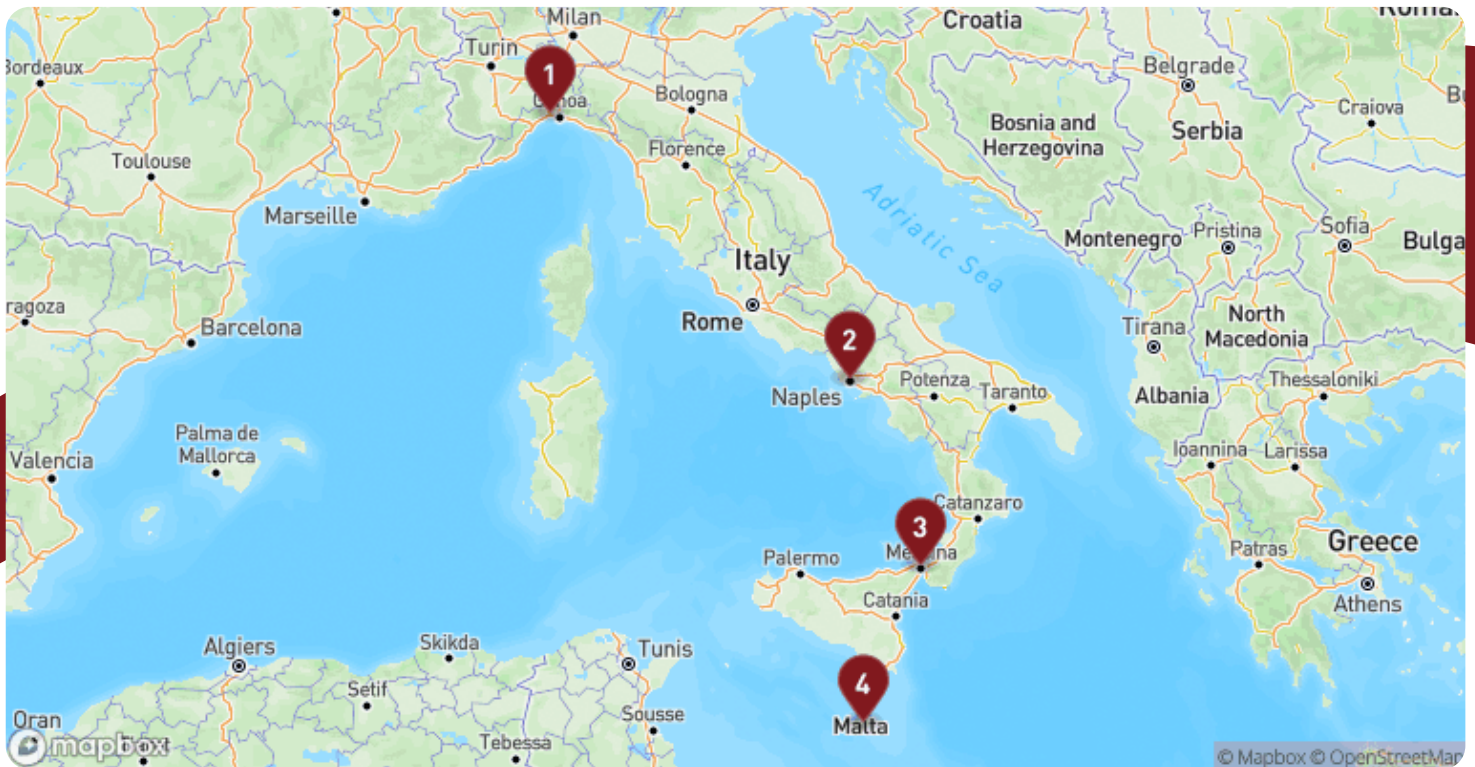 Milan
Croatia
Turin
Bordeaux
1
Genoa
Bologna
Belgrade
Craiova
Bosnia and
Herzegovina
Serbia
Toulouse
Florence
Marseille
Adriatic Sea
Montenegro
Pristina
Sofia
Bulga
Italy
ragoza
Barcelona
Rome
2
Tirana
North
Macedonia
Naples
Potenza
Taranto
Albania
Thessaloniki
Palma de
Mallorca
Valencia
Ioannina
Larissa
3
Catanzaro
Messina
Palermo
Patras
Greece
Catania
Athens
Algiers
Skikda
Tunis
4
Setif
Sousse
Malta
Oran
mapbox
Tebessa
© Mapbox © OpenStreetMap